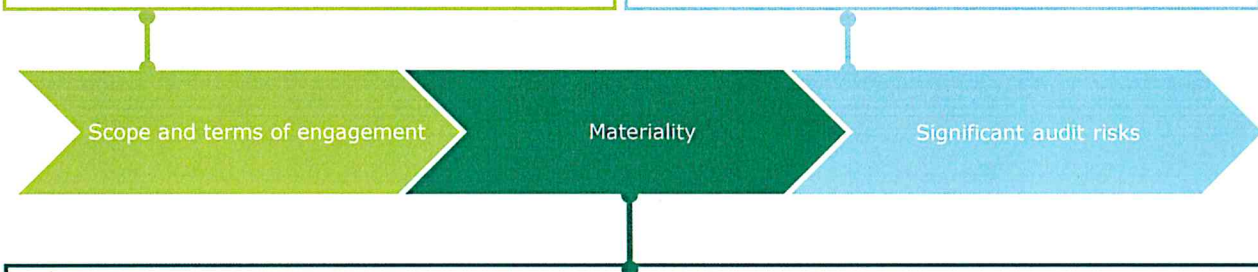 Scope and terms of engagement
Materiality
Significant audit risks